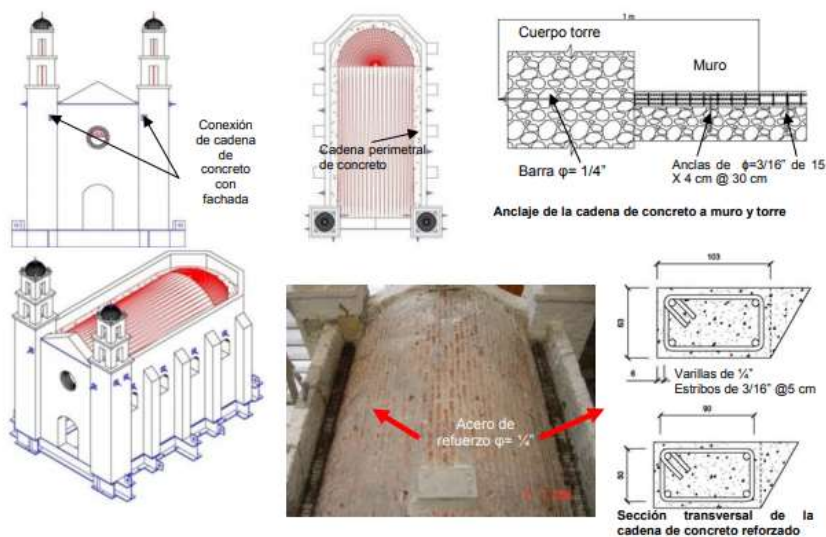 Conexión
de cadena
de
concreto
con
fachada
Cadena perimetral
de concreto
1 m
Cuerpo torre
Muro
Barra φ= 1/4”
Anclas de ϕ=3/16” de 15
X 4 cm @ 30 cm
Anclaje de la cadena de concreto a muro y torre
Acero de
refuerzo φ= ¼”
103
63
6
Varillas de ¼”
Estribos de 3/16” @5 cm
90
50
Sección transversal de la
cadena de concreto reforzado